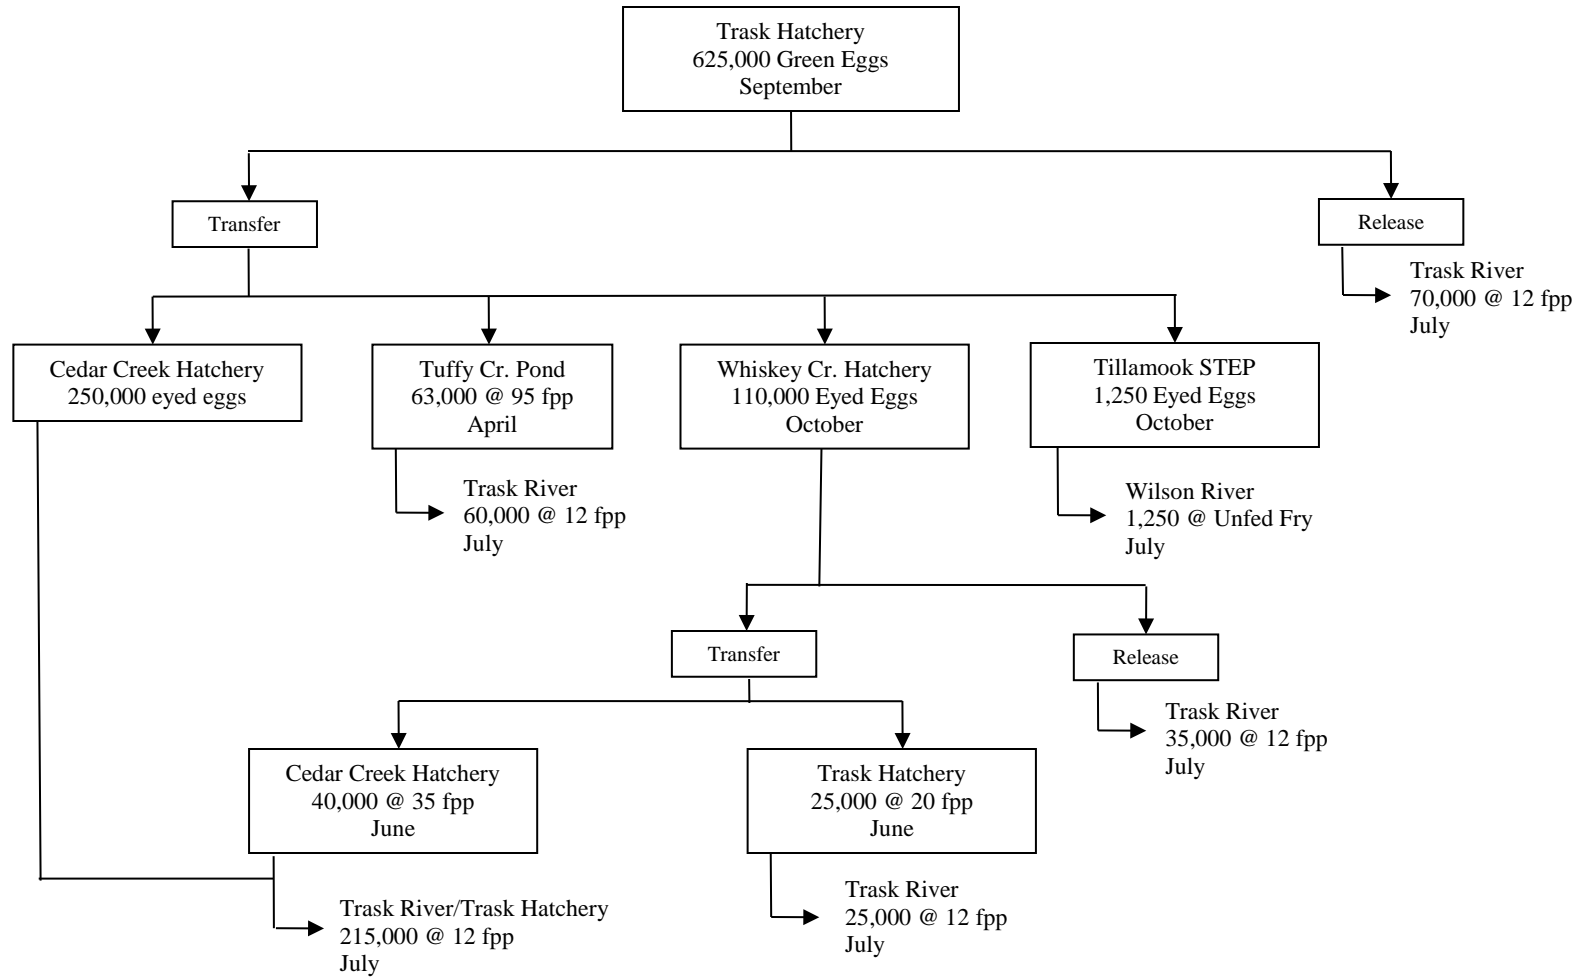 Trask Hatchery
625,000 Green Eggs
September
Transfer
Release
Trask River
70,000 @ 12 fpp
July
Cedar Creek Hatchery
250,000 eyed eggs
Tuffy Cr. Pond
63,000 @ 95 fpp
April
Whiskey Cr. Hatchery
110,000 Eyed Eggs
October
Tillamook STEP
1,250 Eyed Eggs
October
Trask River
60,000 @ 12 fpp
July
Wilson River
1,250 @ Unfed Fry
July
Transfer
Release
Trask River
35,000 @ 12 fpp
July
Cedar Creek Hatchery
40,000 @ 35 fpp
June
Trask Hatchery
25,000 @ 20 fpp
June
Trask River/Trask Hatchery
215,000 @ 12 fpp
July
Trask River
25,000 @ 12 fpp
July